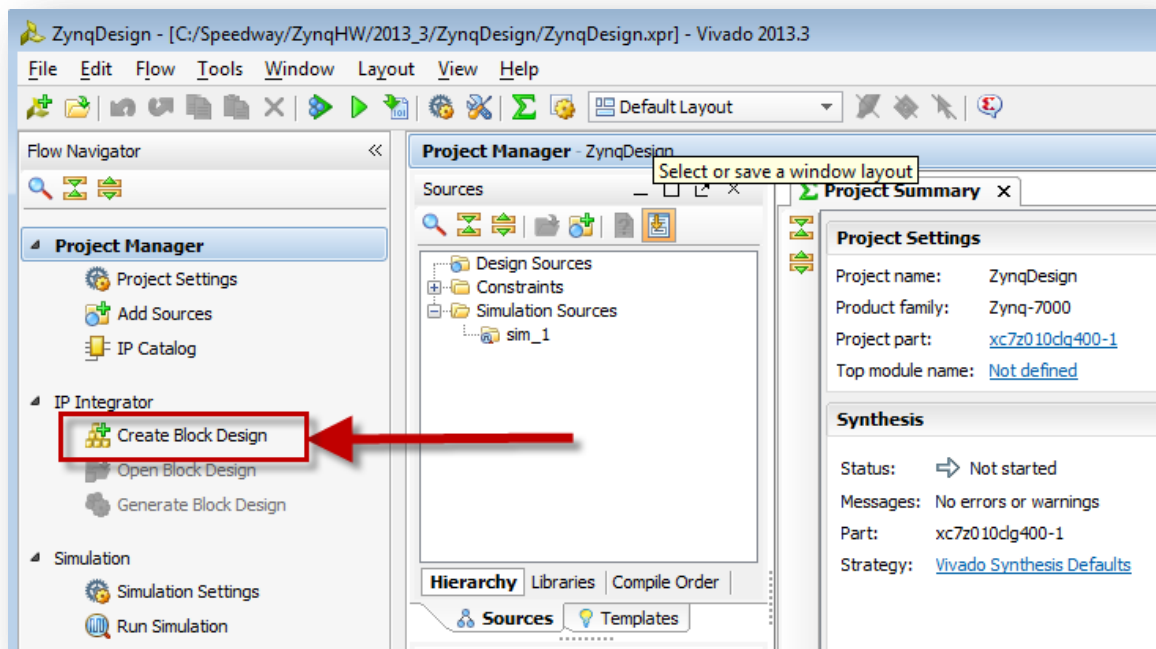 ZynqDesign - [C:/Speedway/ZynqHW/2013_3/ZynqDesign/ZynqDesign.xpr] - Vivado 2013.3
File Edit Flow Tools Window Layout View Help
Default Layout
Flow Navigator
Project Manager
Project Settings
Add Sources
IP Catalog
IP Integrator
Create Block Design
Open Block Design
Generate Block Design
Simulation
Simulation Settings
Run Simulation
Project Manager - ZynqDesign
Select or save a window layout
Sources
Design Sources
Constraints
Simulation Sources
sim_1
Hierarchy Libraries Compile Order
Sources Templates
Project Summary
Project Settings
Project name: ZynqDesign
Product family: Zynq-7000
Project part: xc7z010clg400-1
Top module name: Not defined
Synthesis
Status: Not started
Messages: No errors or warnings
Part: xc7z010clg400-1
Strategy: Vivado Synthesis Defaults